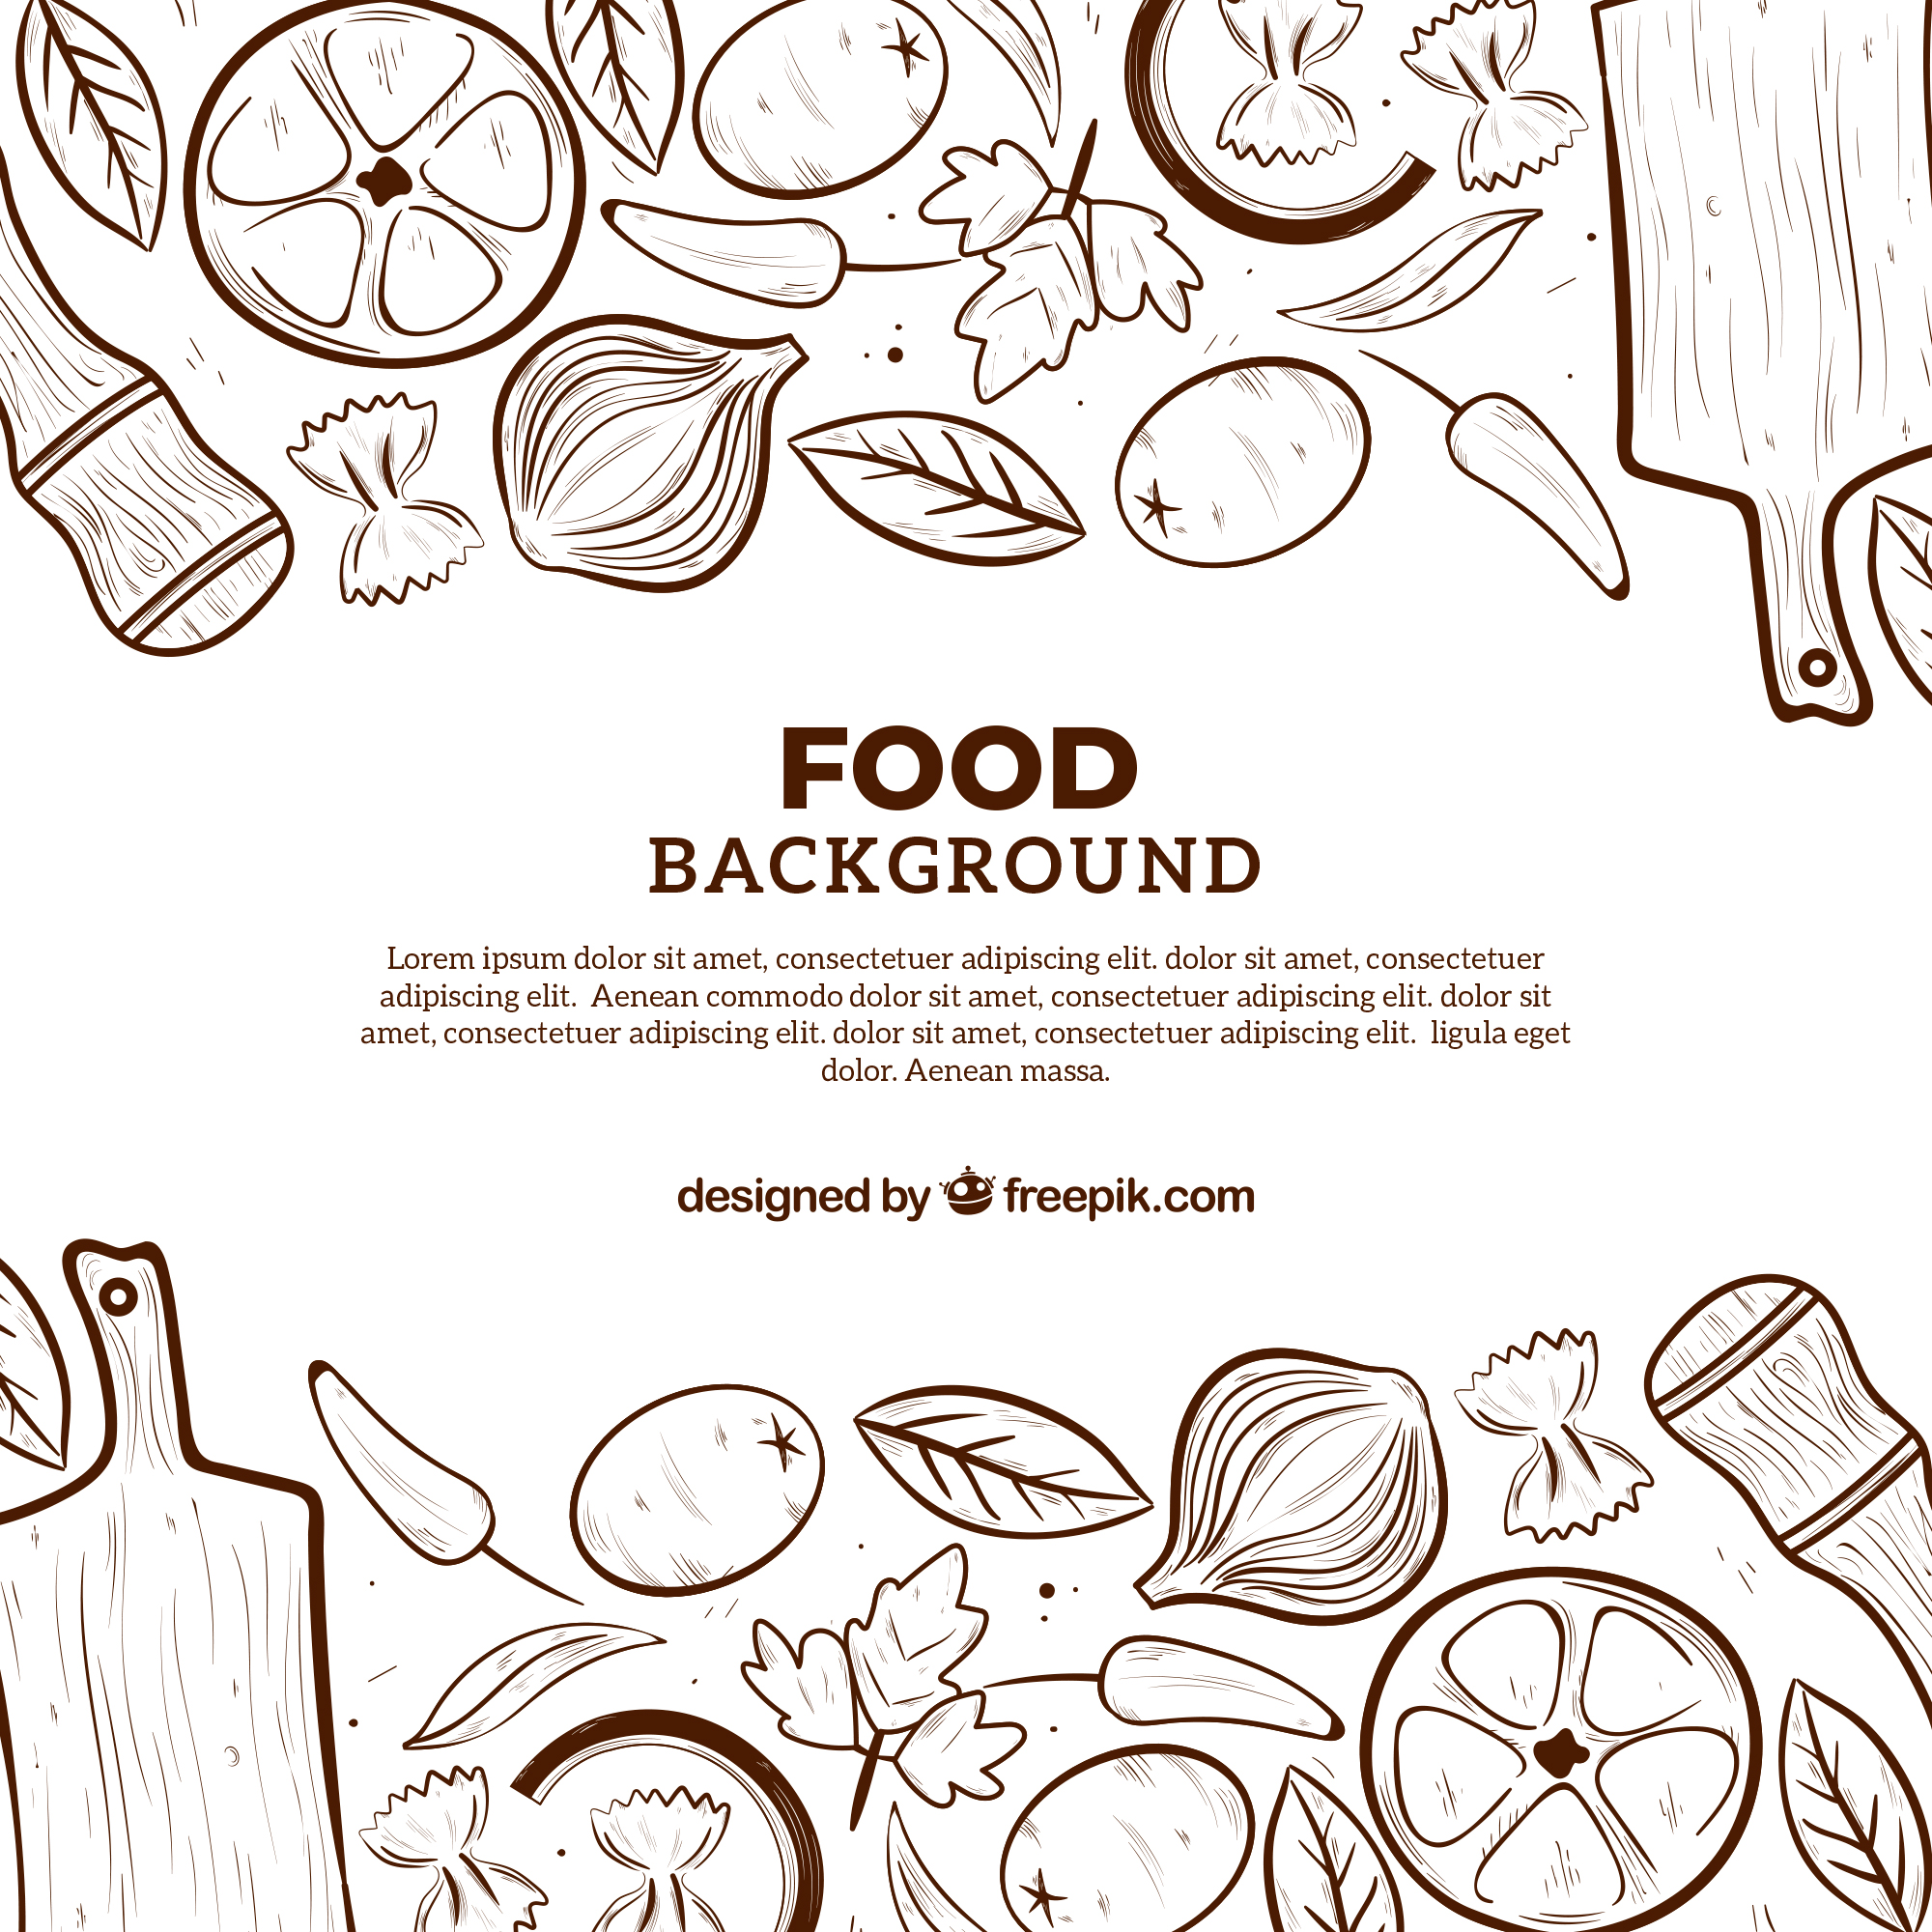 FOOD
BACKGROUND
Lorem ipsum dolor sit amet, consectetuer adipiscing elit. dolor sit amet, consectetuer
adipiscing elit.  Aenean commodo dolor sit amet, consectetuer adipiscing elit. dolor sit
amet, consectetuer adipiscing elit. dolor sit amet, consectetuer adipiscing elit.  ligula eget
dolor. Aenean massa.
designed by freepik.com